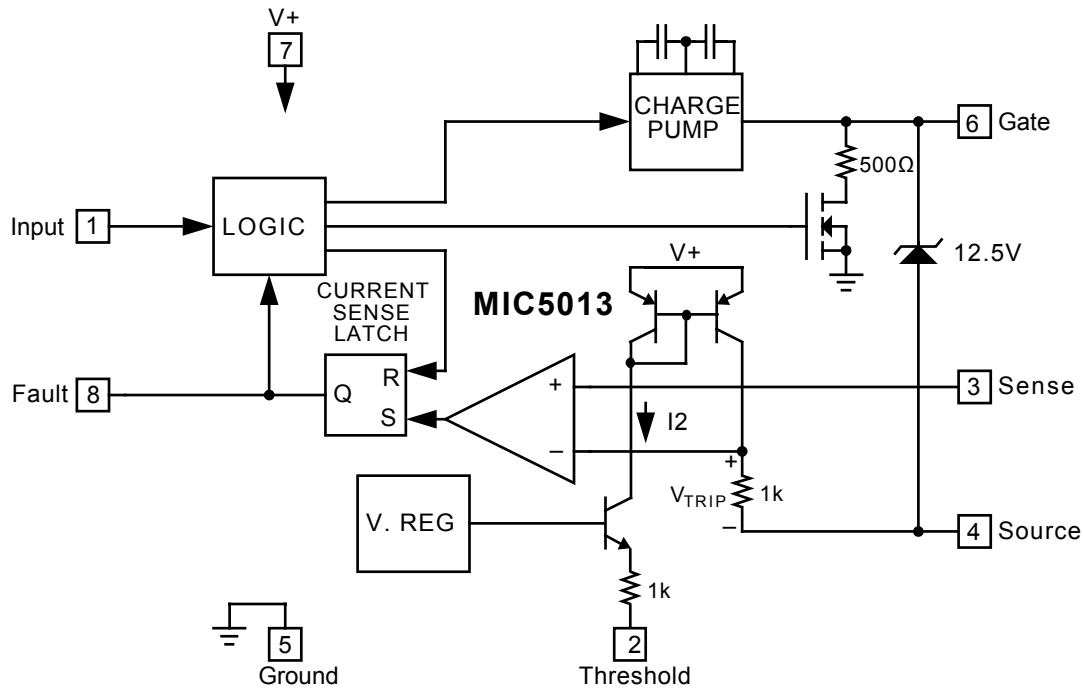 V+
7
CHARGE
PUMP
6 Gate
500Ω
Input 1
LOGIC
12.5V
V+
CURRENT
SENSE
LATCH
MIC5013
Fault 8
Q
R
S
+
–
3 Sense
I2
+
VTRIP
1k
–
4 Source
V. REG
1k
5
Ground
2
Threshold